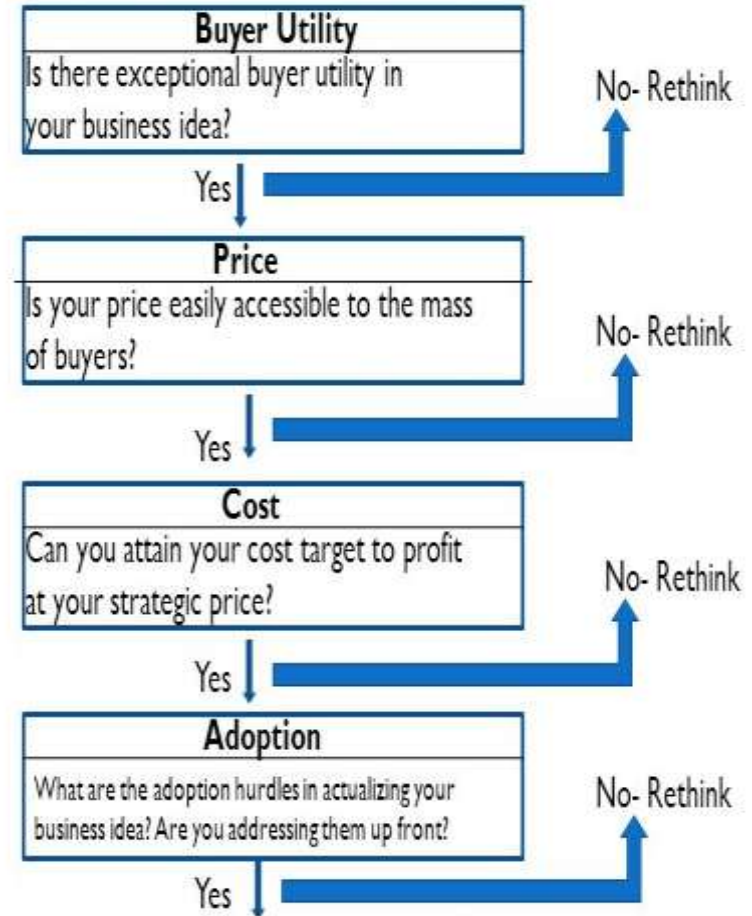 Buyer Utility
Is there exceptional buyer utility in
your business idea?
No- Rethink
Yes
Price
Is your price easily accessible to the mass
of buyers?
No- Rethink
Yes
Cost
Can you attain your cost target to profit
at your strategic price?
No- Rethink
Yes
Adoption
What are the adoption hurdles in actualizing your
business idea? Are you addressing them up front?
No- Rethink
Yes